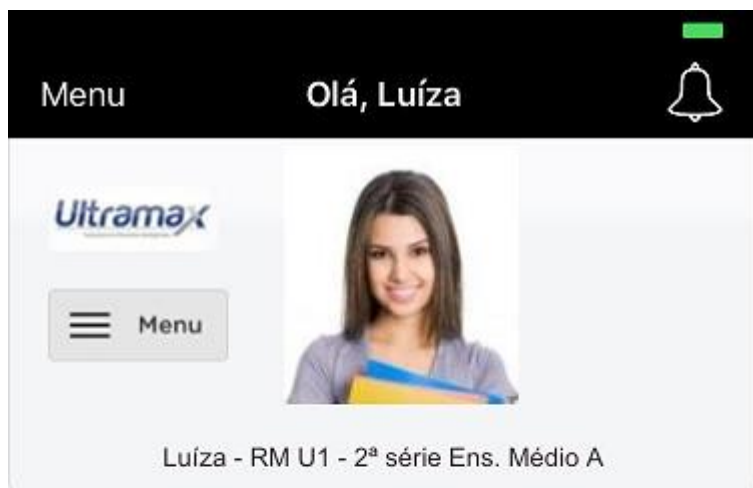 Menu
Olá, Luíza
Ultramax
Menu
Luíza - RM U1 - 2ª série Ens. Médio A